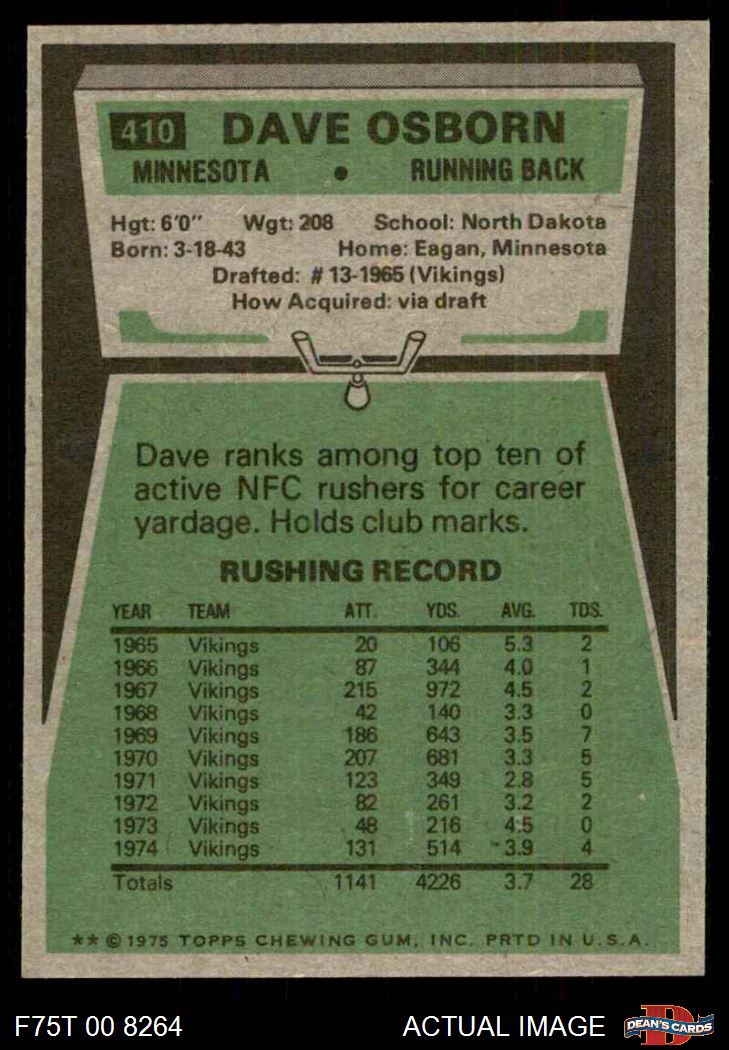 410 DAVE OSBORN
MINNESOTA • RUNNING BACK
Hgt: 6'0" Wgt: 208 School: North Dakota
Born: 3-18-43 Home: Eagan, Minnesota
Drafted: #13-1965 (Vikings)
How Acquired: via draft
Dave ranks among top ten of
active NFC rushers for career
yardage. Holds club marks.
RUSHING RECORD
YEAR TEAM ATT. YDS. AVG. TDS.
1965 Vikings 20 106 5.3 2
1966 Vikings 87 344 4.0 1
1967 Vikings 215 972 4.5 2
1968 Vikings 42 140 3.3 0
1969 Vikings 186 643 3.5 7
1970 Vikings 207 681 3.3 5
1971 Vikings 123 349 2.8 5
1972 Vikings 82 261 3.2 2
1973 Vikings 48 216 4.5 0
1974 Vikings 131 514 3.9 4
Totals 1141 4226 3.7 28
** © 1975 TOPPS CHEWING GUM, INC. PRTD IN U.S.A.
F75T 00 8264 ACTUAL IMAGE D DEAN'S CARDS